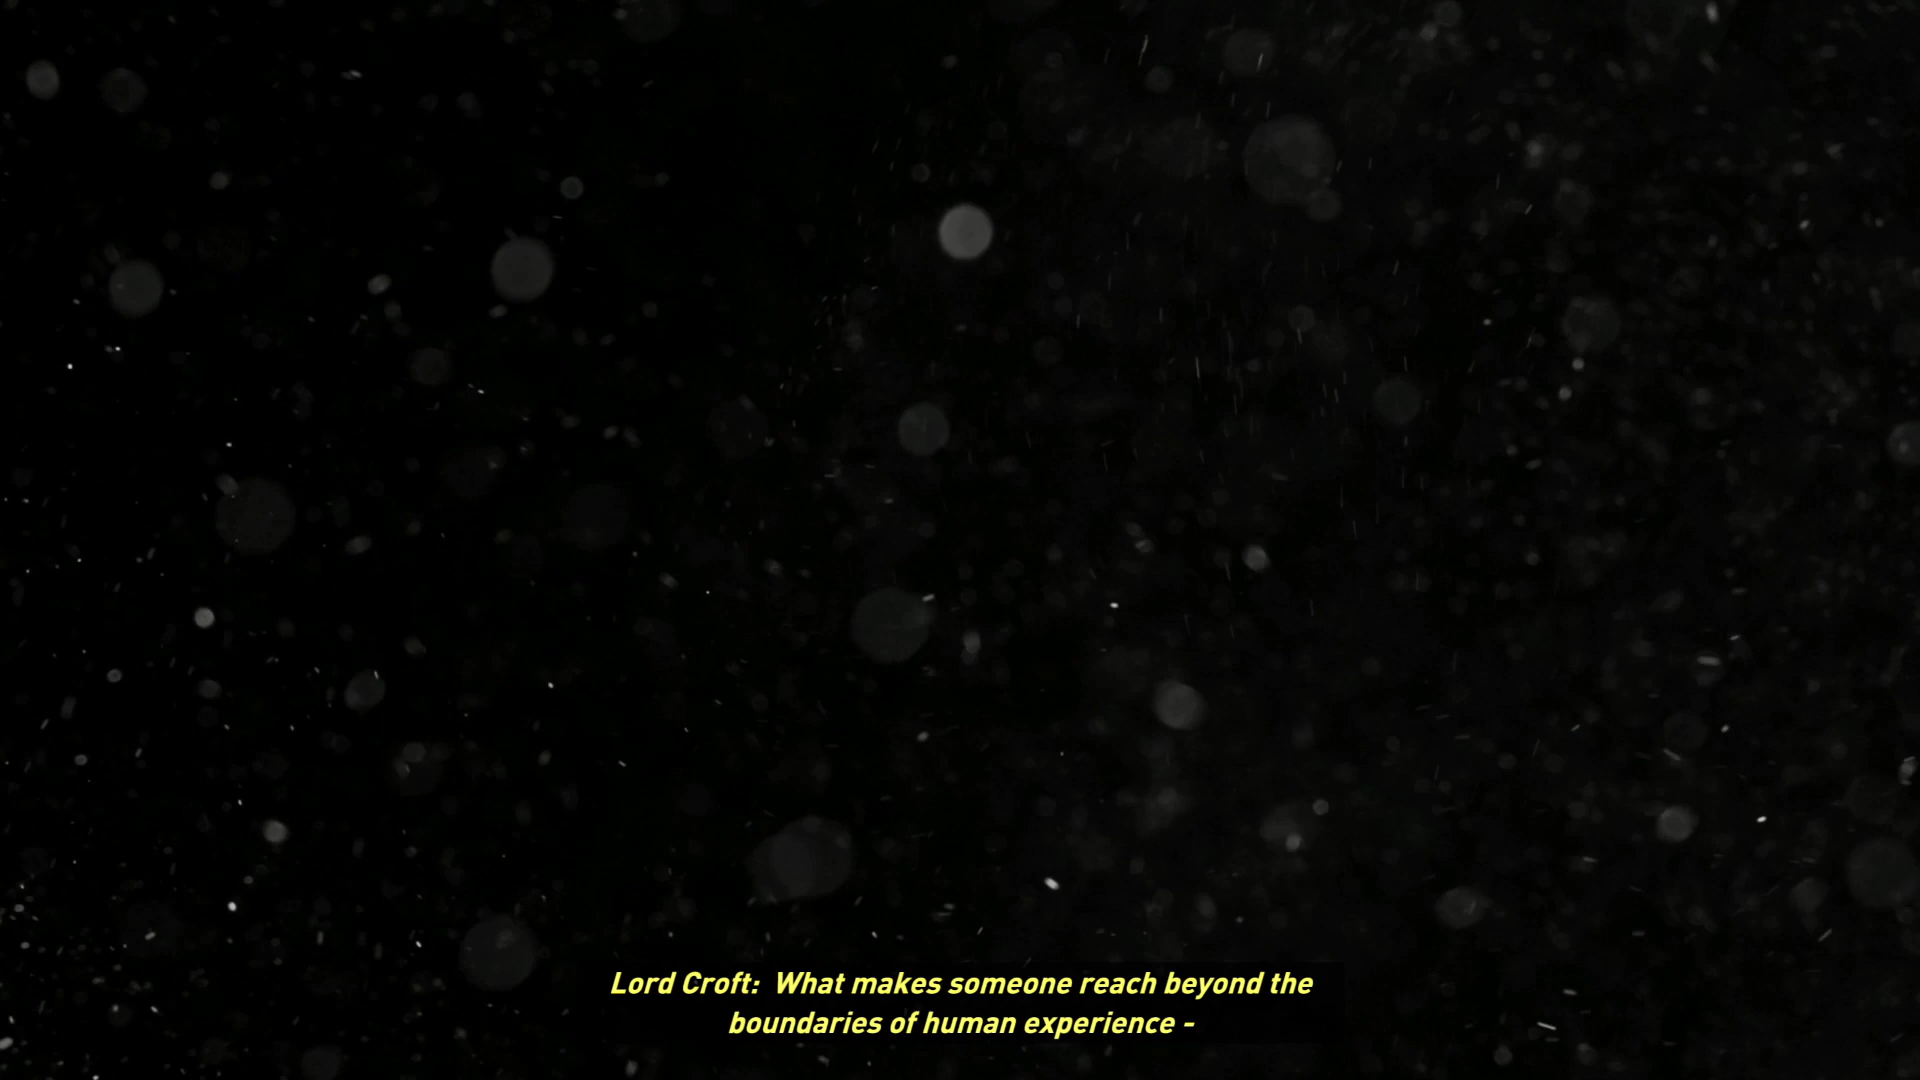 Lord Croft:  What makes someone reach beyond the
boundaries of human experience -